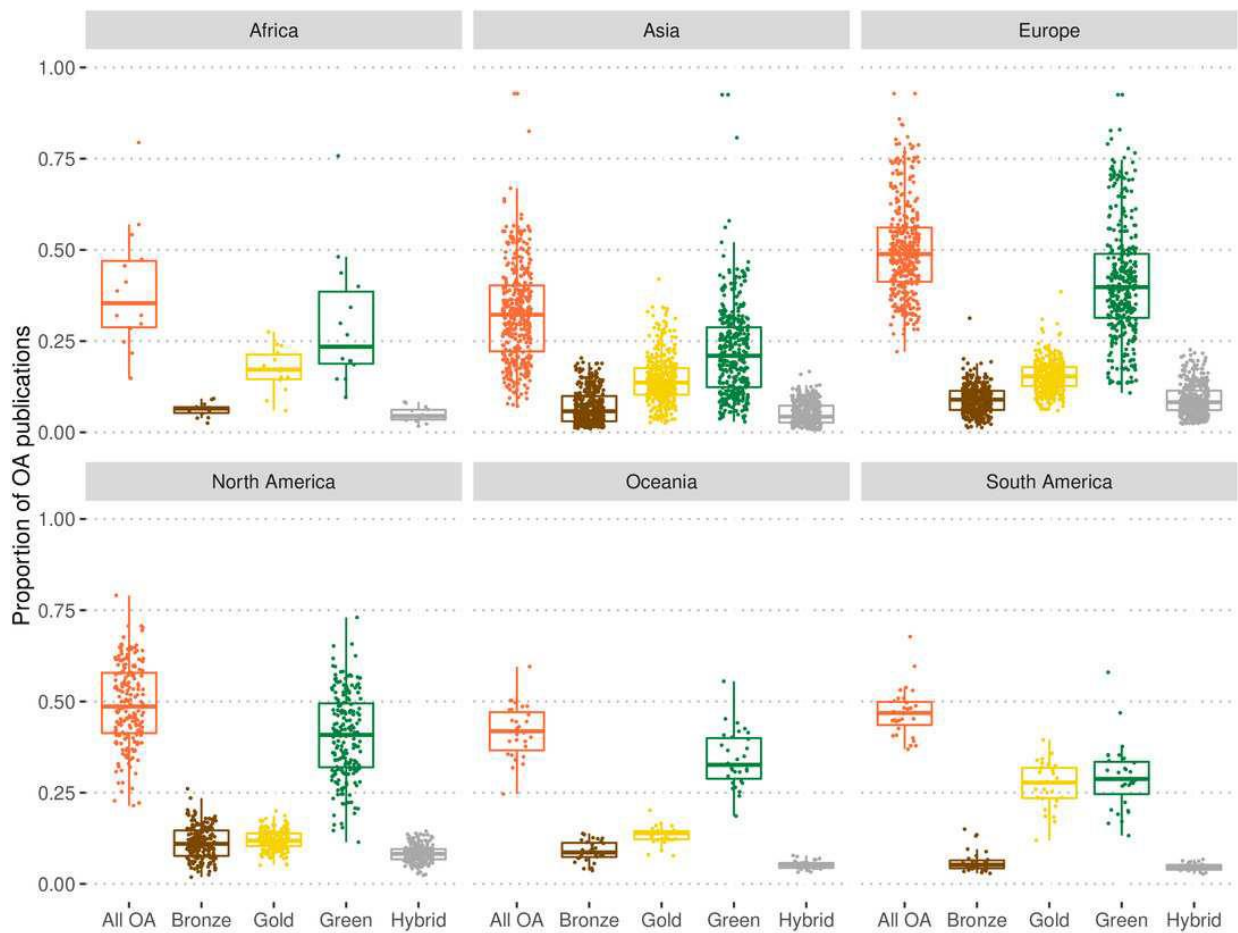 Africa
Asia
Europe
1.00
0.75
0.50
0.25
0.00
Proportion of OA publications
North America
Oceania
South America
1.00
0.75
0.50
0.25
0.00
All OA Bronze Gold Green Hybrid
All OA Bronze Gold Green Hybrid
All OA Bronze Gold Green Hybrid